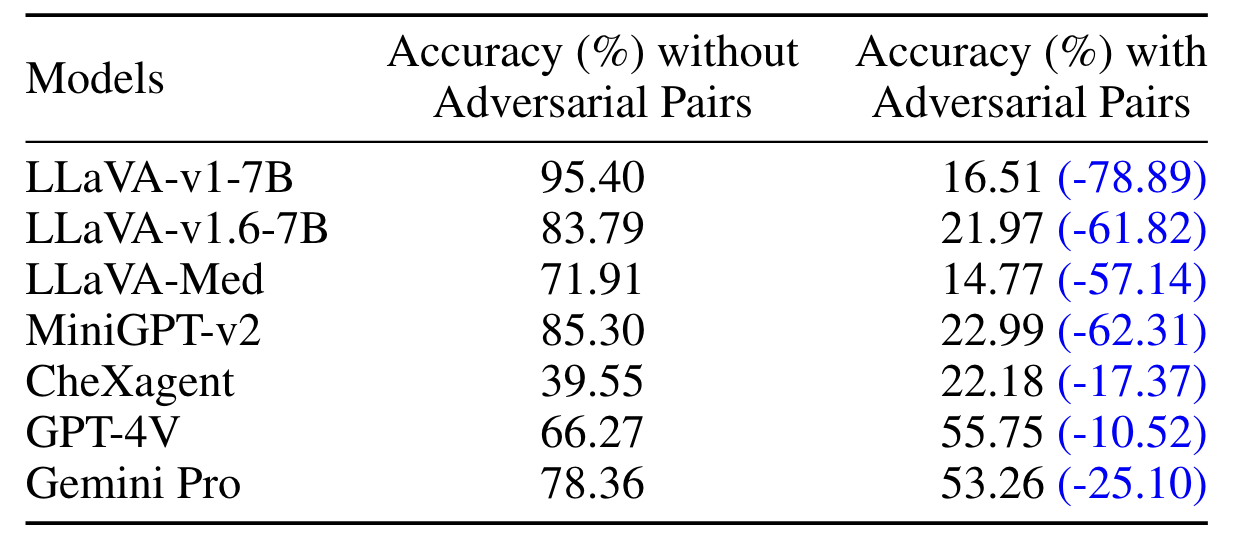 Models Accuracy (%) without Adversarial Pairs Accuracy (%) with Adversarial Pairs
LLaVA-v1-7B 95.40 16.51 (-78.89)
LLaVA-v1.6-7B 83.79 21.97 (-61.82)
LLaVA-Med 71.91 14.77 (-57.14)
MiniGPT-v2 85.30 22.99 (-62.31)
CheXagent 39.55 22.18 (-17.37)
GPT-4V 66.27 55.75 (-10.52)
Gemini Pro 78.36 53.26 (-25.10)